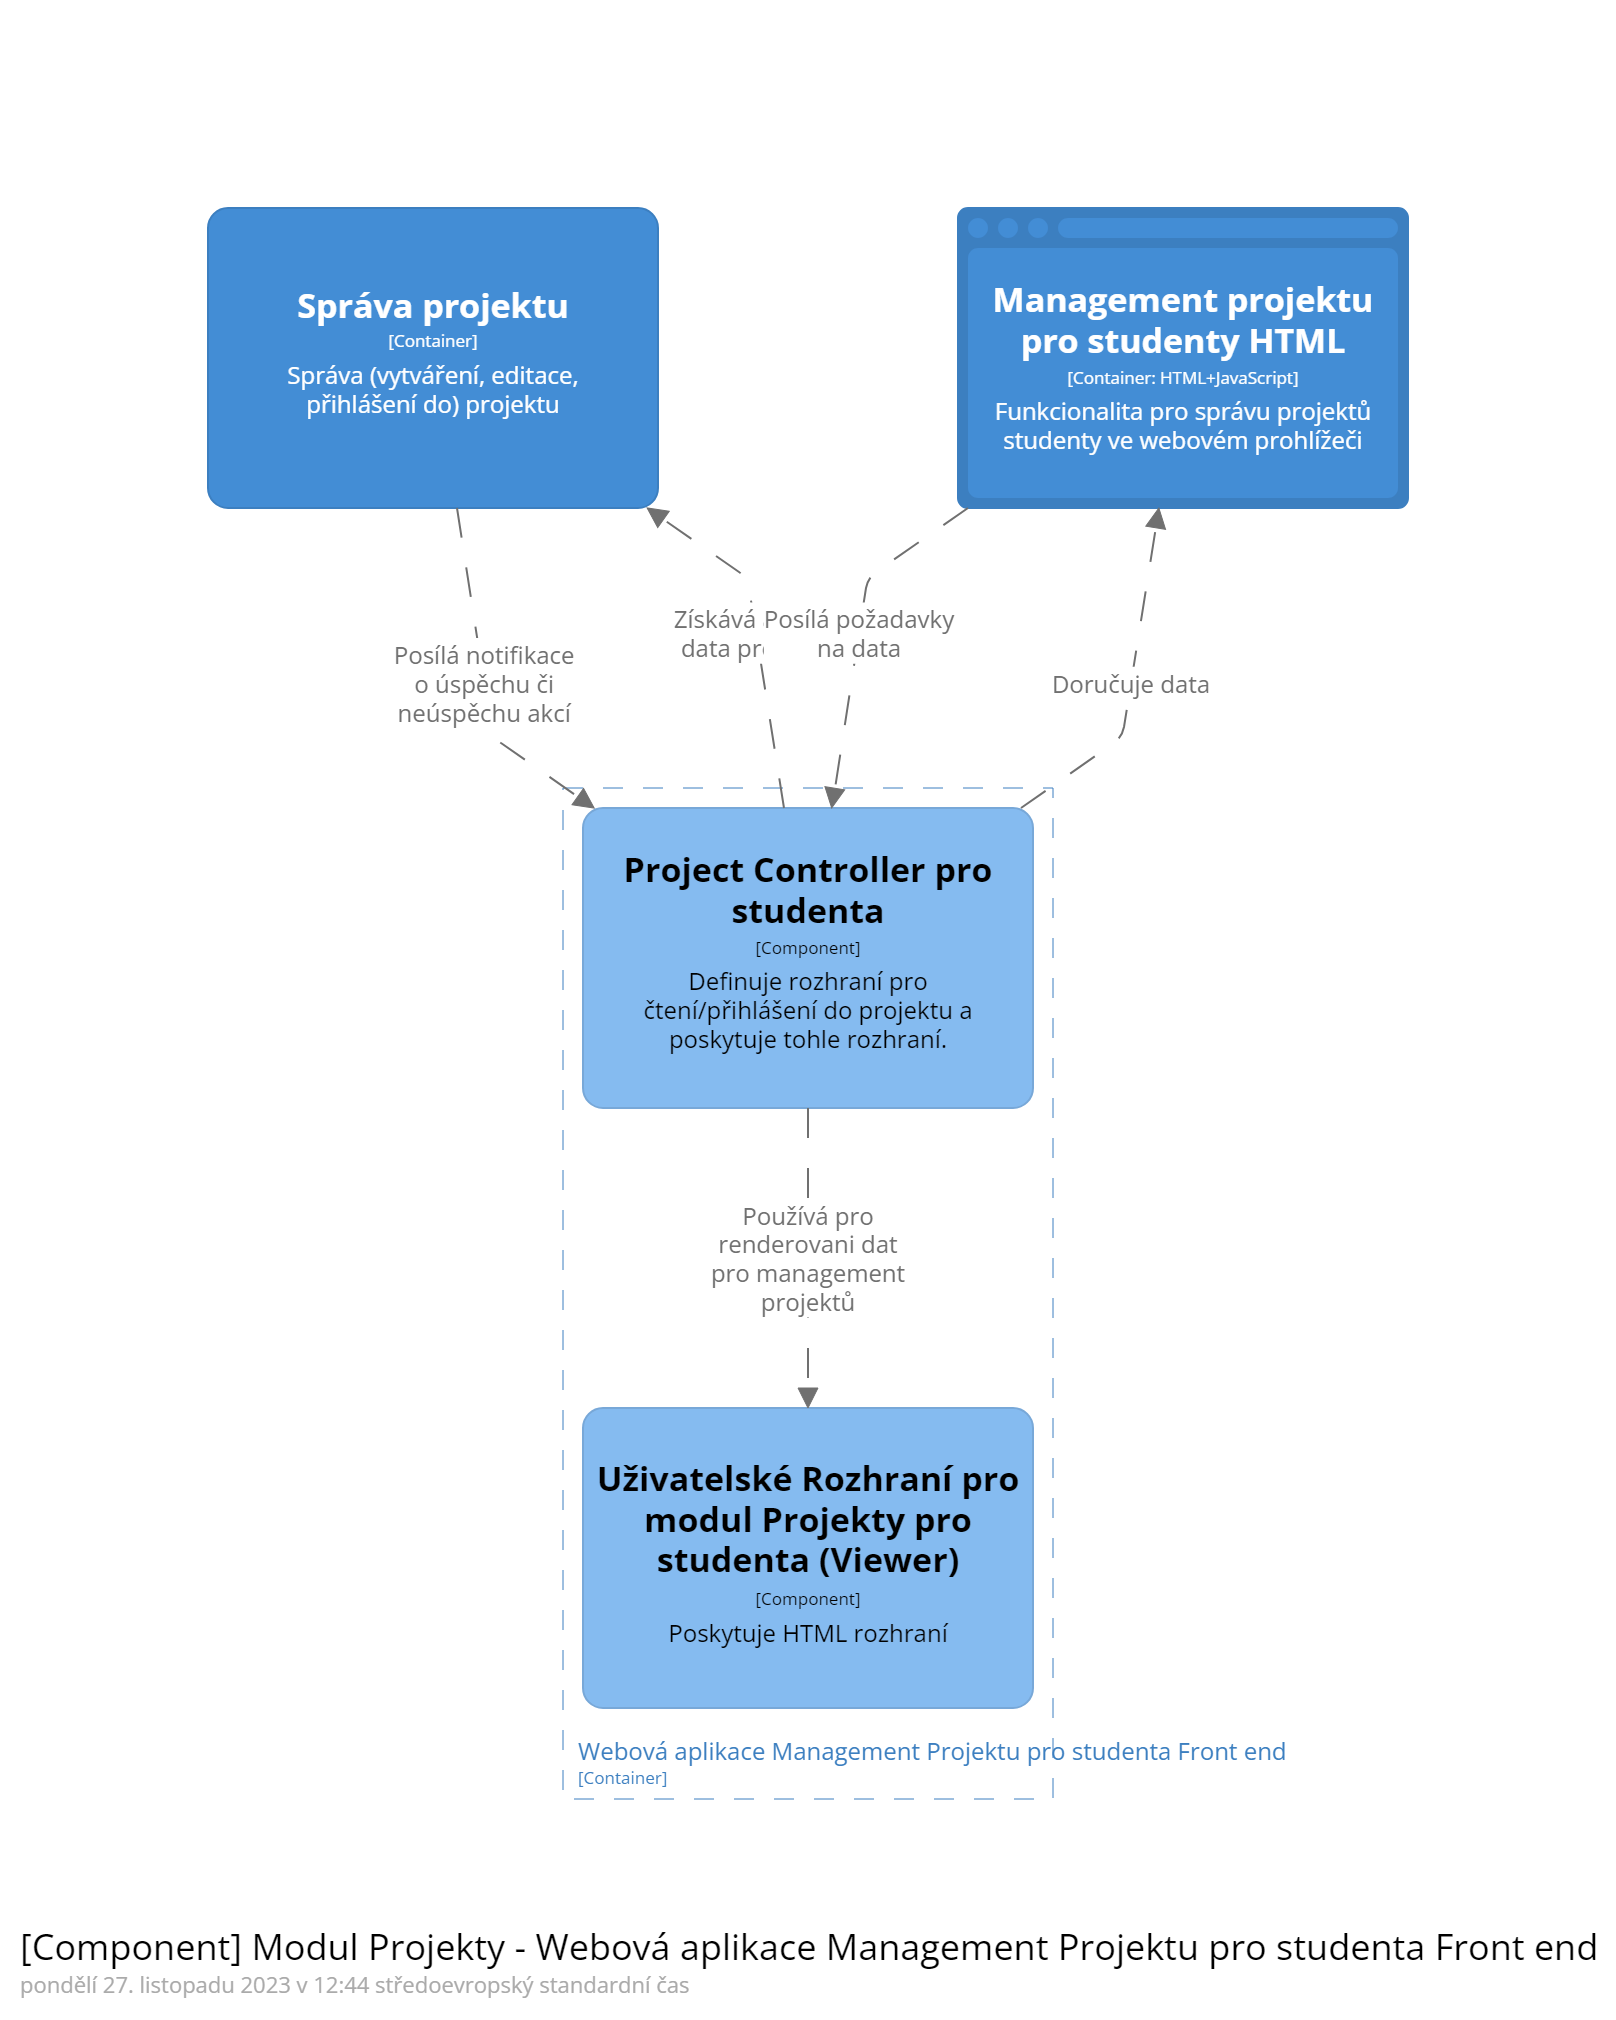 Správa projektu
[Container]
Správa (vytváření, editace,
přihlášení do) projektu
Management projektu
pro studenty HTML
[Container: HTML+JavaScript]
Funkcionalita pro správu projektů
studenty ve webovém prohlížeči
Posílá notifikace
o úspěchu či
neúspěchu akcí
Získává
data
Posílá požadavky
na data
Doručuje data
Project Controller pro
studenta
[Component]
Definuje rozhraní pro
čtení/přihlášení do projektu a
poskytuje tohle rozhraní.
Používá pro
renderovani dat
pro management
projektů
Uživatelské Rozhraní pro
modul Projekty pro
studenta (Viewer)
[Component]
Poskytuje HTML rozhraní
Webová aplikace Management Projektu pro studenta Front end
[Container]
[Component] Modul Projekty - Webová aplikace Management Projektu pro studenta Front end
pondělí 27. listopadu 2023 v 12:44 středoevropský standardní čas